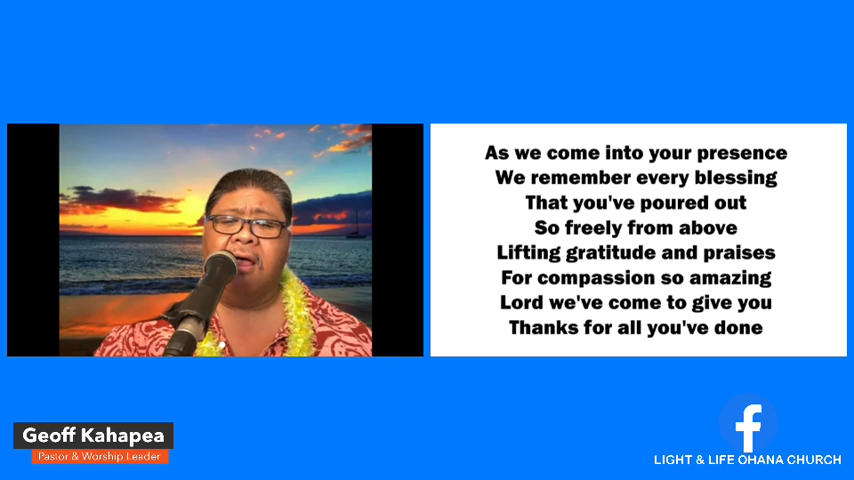 As we come into your presence
We remember every blessing
That you've poured out
So freely from above
Lifting gratitude and praises
For compassion so amazing
Lord we've come to give you
Thanks for all you've done
Geoff Kahapea
Pastor & Worship Leader
LIGHT & LIFE OHANA CHURCH